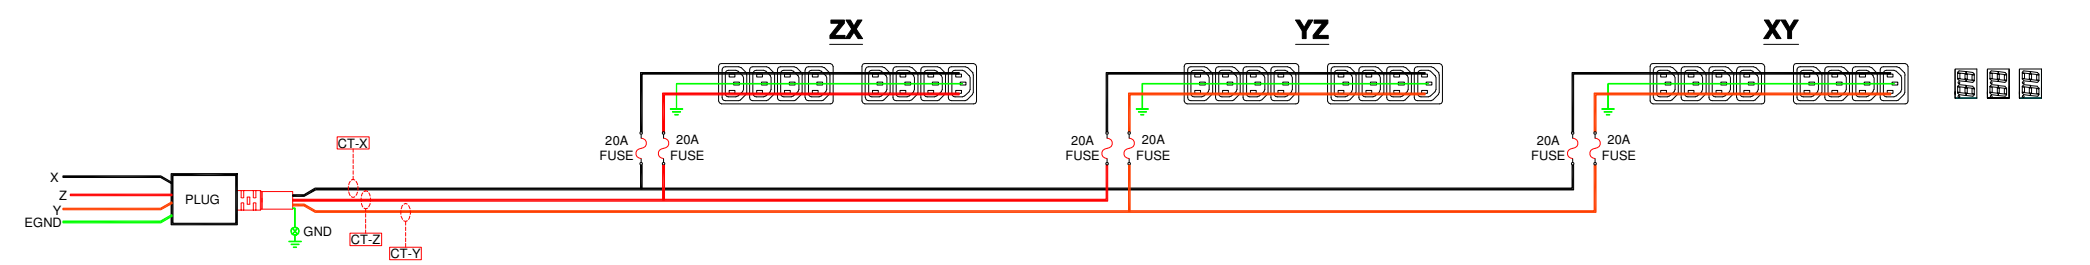 ZX YZ XY
20A FUSE 20A FUSE
20A FUSE 20A FUSE
20A FUSE 20A FUSE
CT-X
X
Z
Y
EGND
PLUG
GND
CT-Z
CT-Y